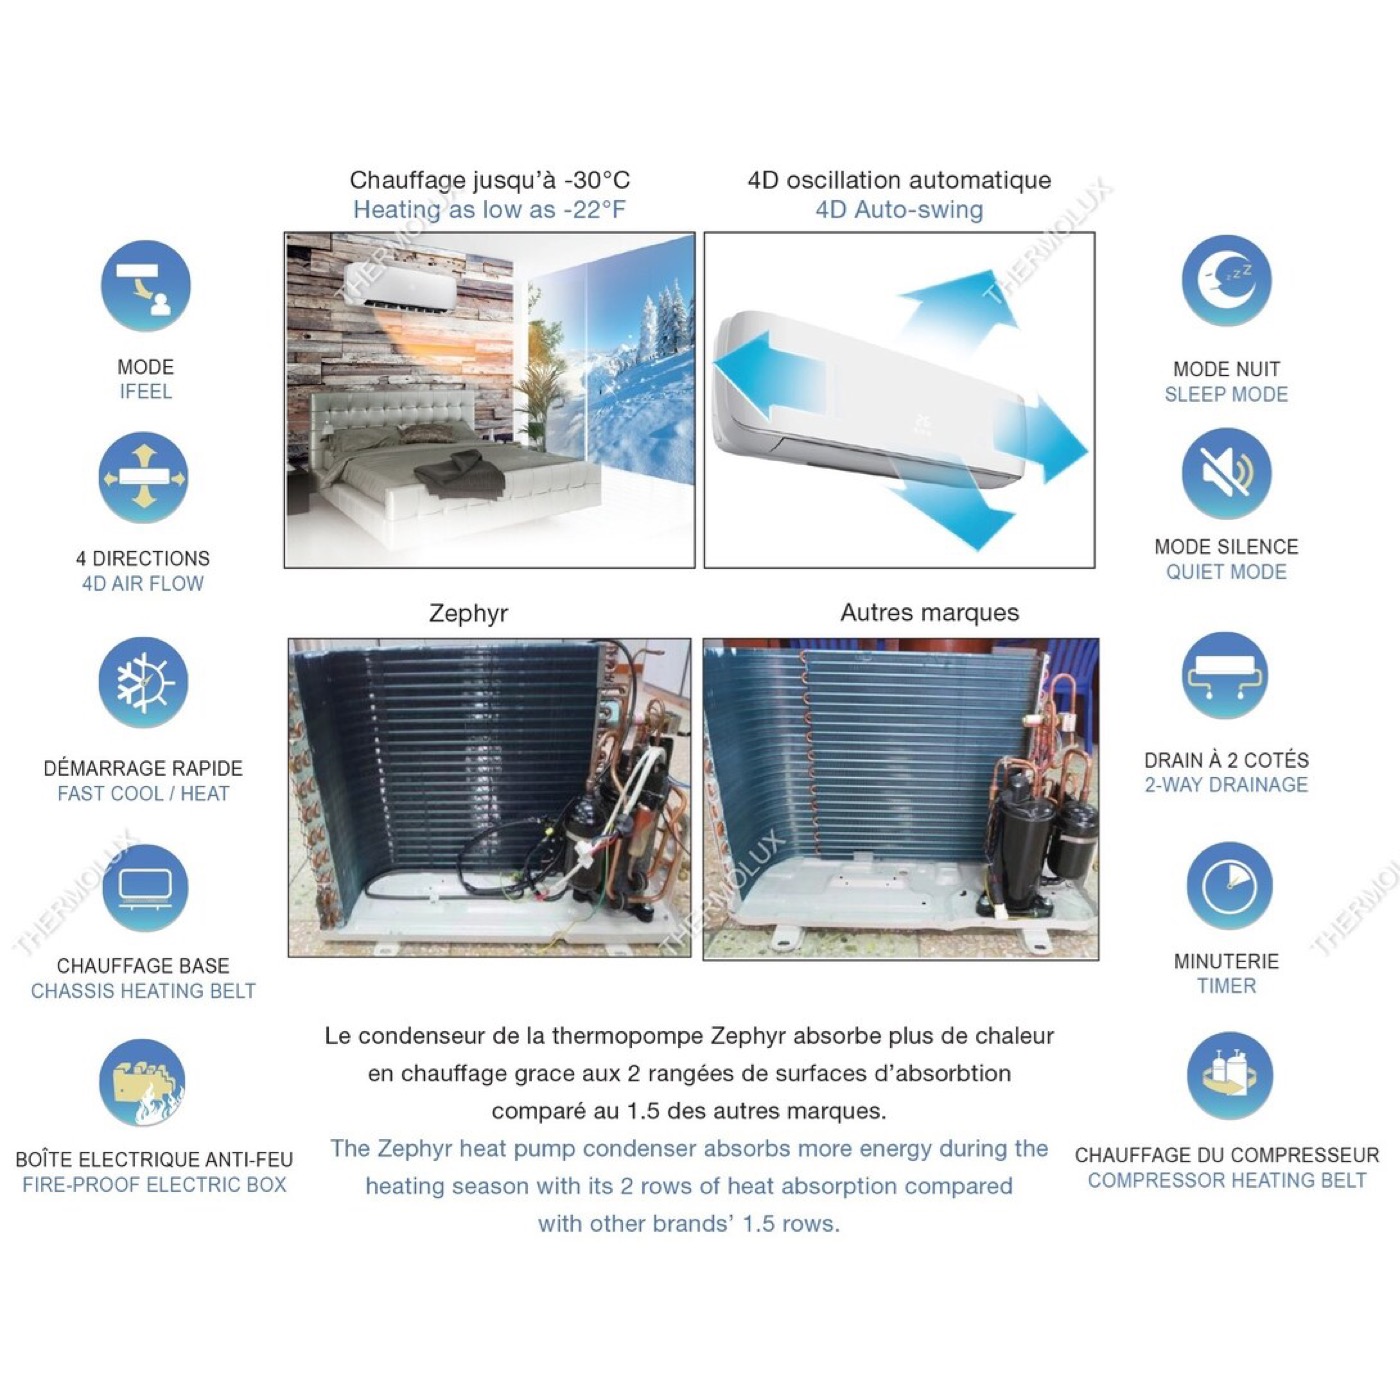 Chauffage jusqu'à -30°C
Heating as low as -22°F
4D oscillation automatique
4D Auto-swing
MODE
IFEEL
4 DIRECTIONS
4D AIR FLOW
DÉMARRAGE RAPIDE
FAST COOL / HEAT
CHAUFFAGE BASE
CHASSIS HEATING BELT
BOÎTE ELECTRIQUE ANTI-FEU
FIRE-PROOF ELECTRIC BOX
Zephyr
Autres marques
zzZ
MODE NUIT
SLEEP MODE
MODE SILENCE
QUIET MODE
DRAIN À 2 COTÉS
2-WAY DRAINAGE
MINUTERIE
TIMER
CHAUFFAGE DU COMPRESSEUR
COMPRESSOR HEATING BELT
Le condenseur de la thermopompe Zephyr absorbe plus de chaleur
en chauffage grace aux 2 rangées de surfaces d'absorbtion
comparé au 1.5 des autres marques.
The Zephyr heat pump condenser absorbs more energy during the
heating season with its 2 rows of heat absorption compared
with other brands' 1.5 rows.
THERMOLUX
THERMOLUX
THERMOLUX
THERMOLUX
THERMOLUX